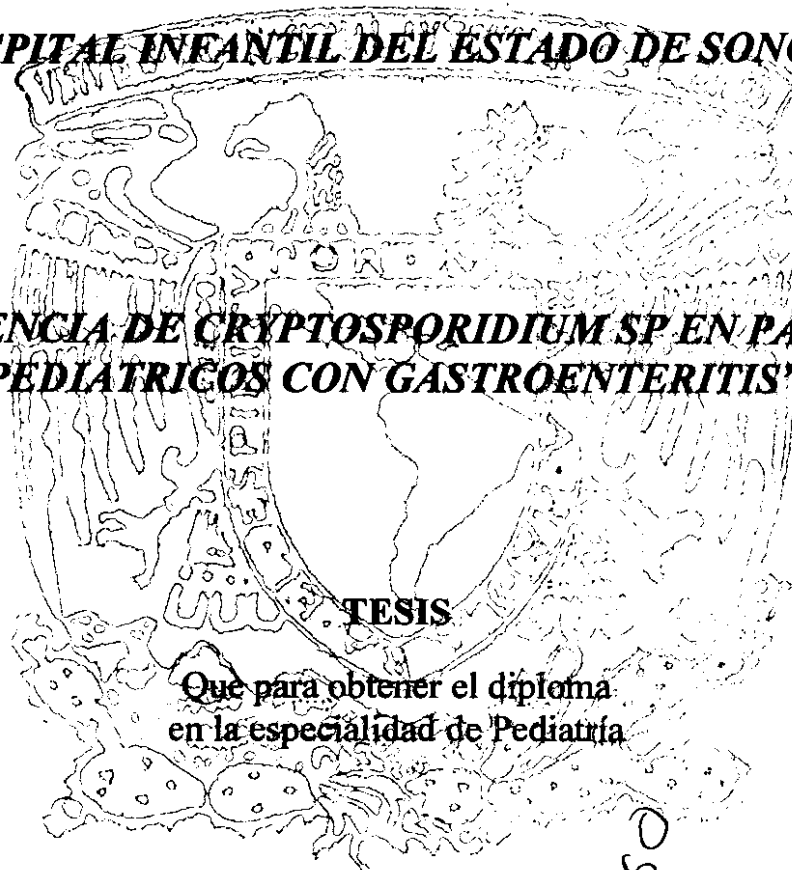 PITAL INFANTIL DEL ESTADO DE SONO
ENCIA DE CRYPTOSPORIDIUM SP EN PA
PEDIATRICOS CON GASTROENTERITIS”
TESIS
Que para obtener el diploma
en la especialidad de Pediatría